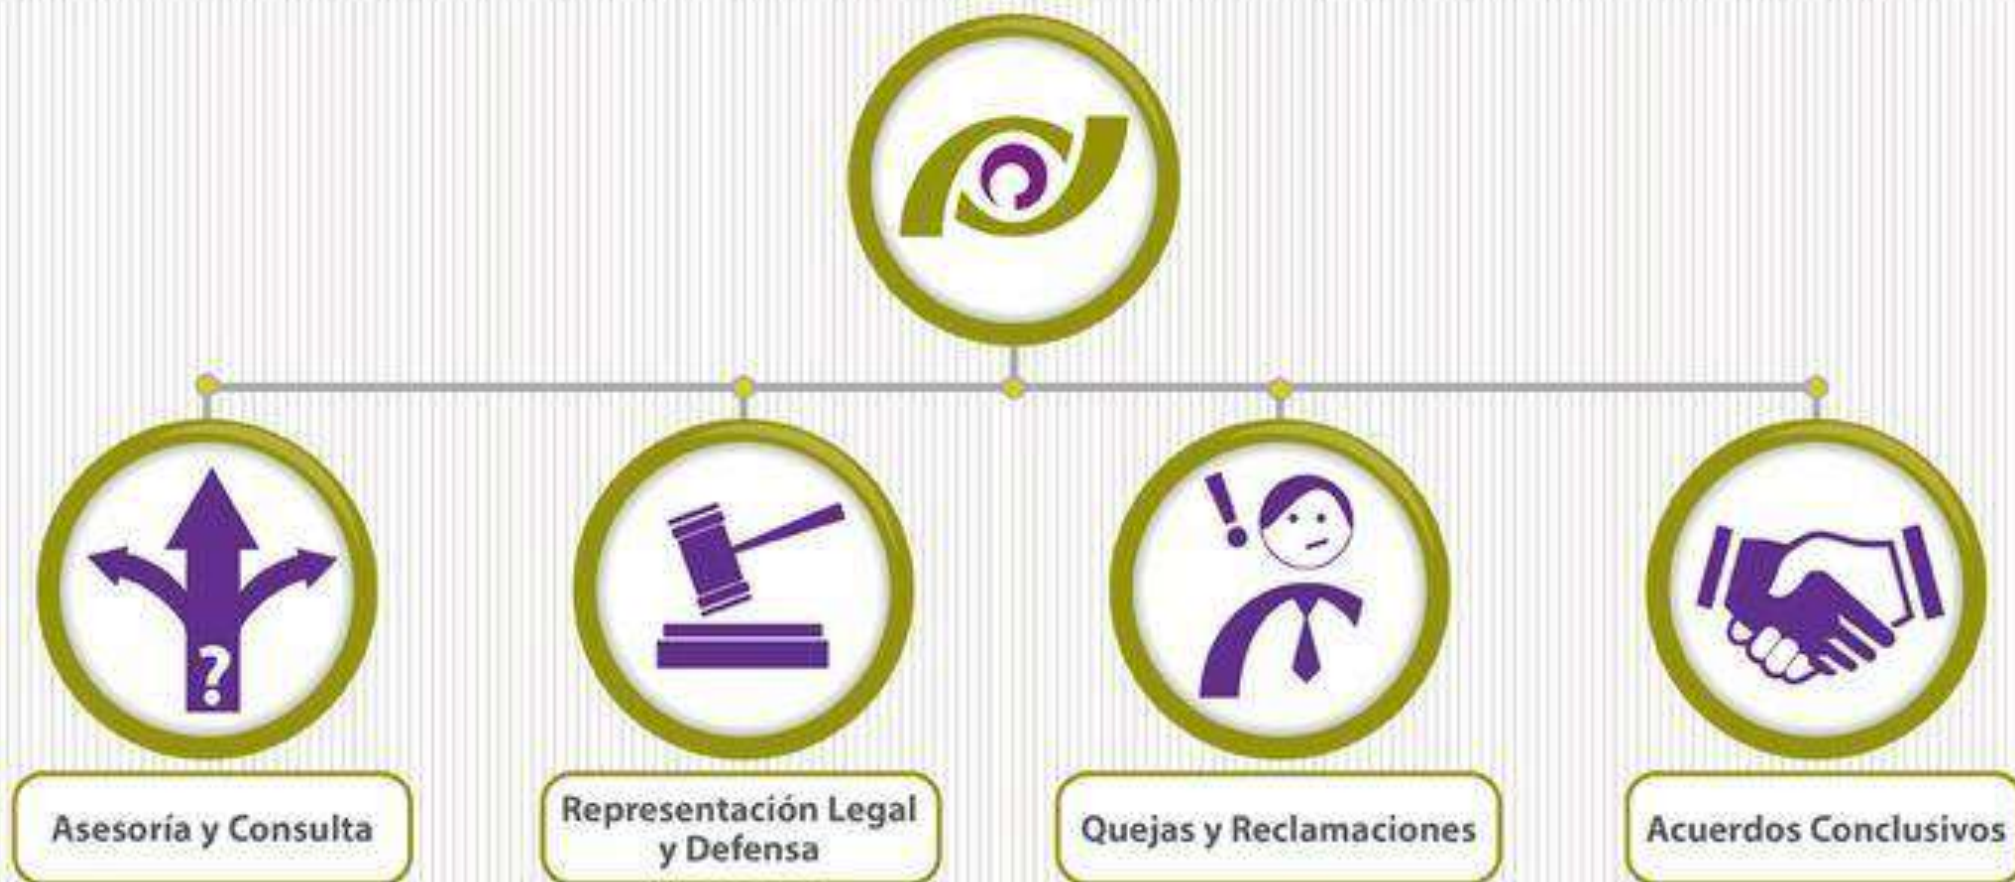 ?
!
Asesoría y Consulta
Representación Legal
y Defensa
Quejas y Reclamaciones
Acuerdos Conclusivos